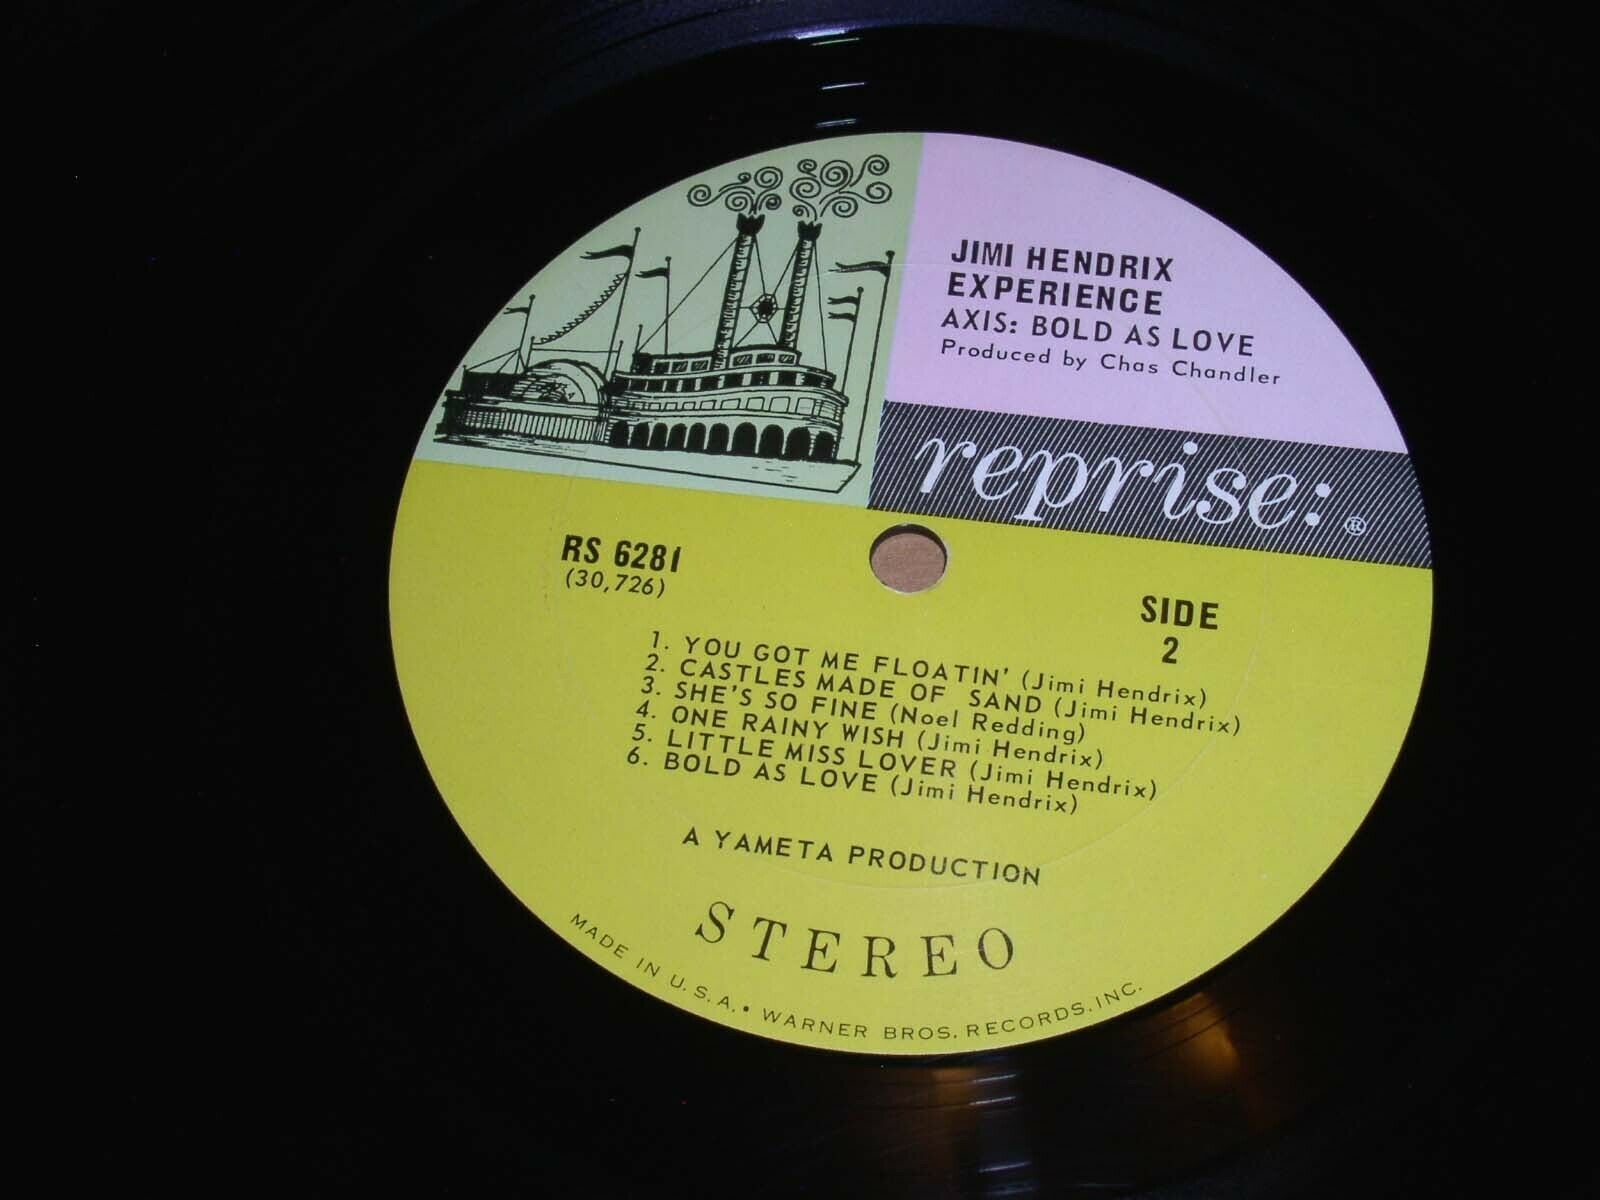 JIMI HENDRIX
EXPERIENCE
AXIS: BOLD AS LOVE
Produced by Chas Chandler
reprise: ®
RS 6281
(30,726)
SIDE
2
1. YOU GOT ME FLOATIN' (Jimi Hendrix)
2. CASTLES MADE OF SAND (Jimi Hendrix)
3. SHE'S SO FINE (Noel Redding)
4. ONE RAINY WISH (Jimi Hendrix)
5. LITTLE MISS LOVER (Jimi Hendrix)
6. BOLD AS LOVE (Jimi Hendrix)
A YAMETA PRODUCTION
STEREO
MADE IN U.S.A. • WARNER BROS. RECORDS, INC.